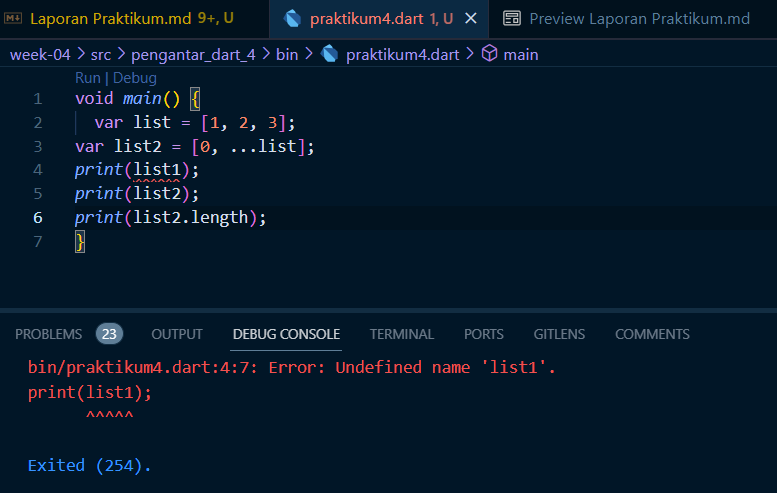 Laporan Praktikum.md 9+, U praktikum4.dart 1, U Preview Laporan Praktikum.md
week-04 > src > pengantar_dart_4 > bin > praktikum4.dart > main
Run | Debug
1 void main() {
2   var list = [1, 2, 3];
3 var list2 = [0, ...list];
4 print(list1);
5 print(list2);
6 print(list2.length);
7 }
PROBLEMS 23 OUTPUT DEBUG CONSOLE TERMINAL PORTS GITLENS COMMENTS
bin/praktikum4.dart:4:7: Error: Undefined name 'list1'.
print(list1);
      ^^^^^
Exited (254).